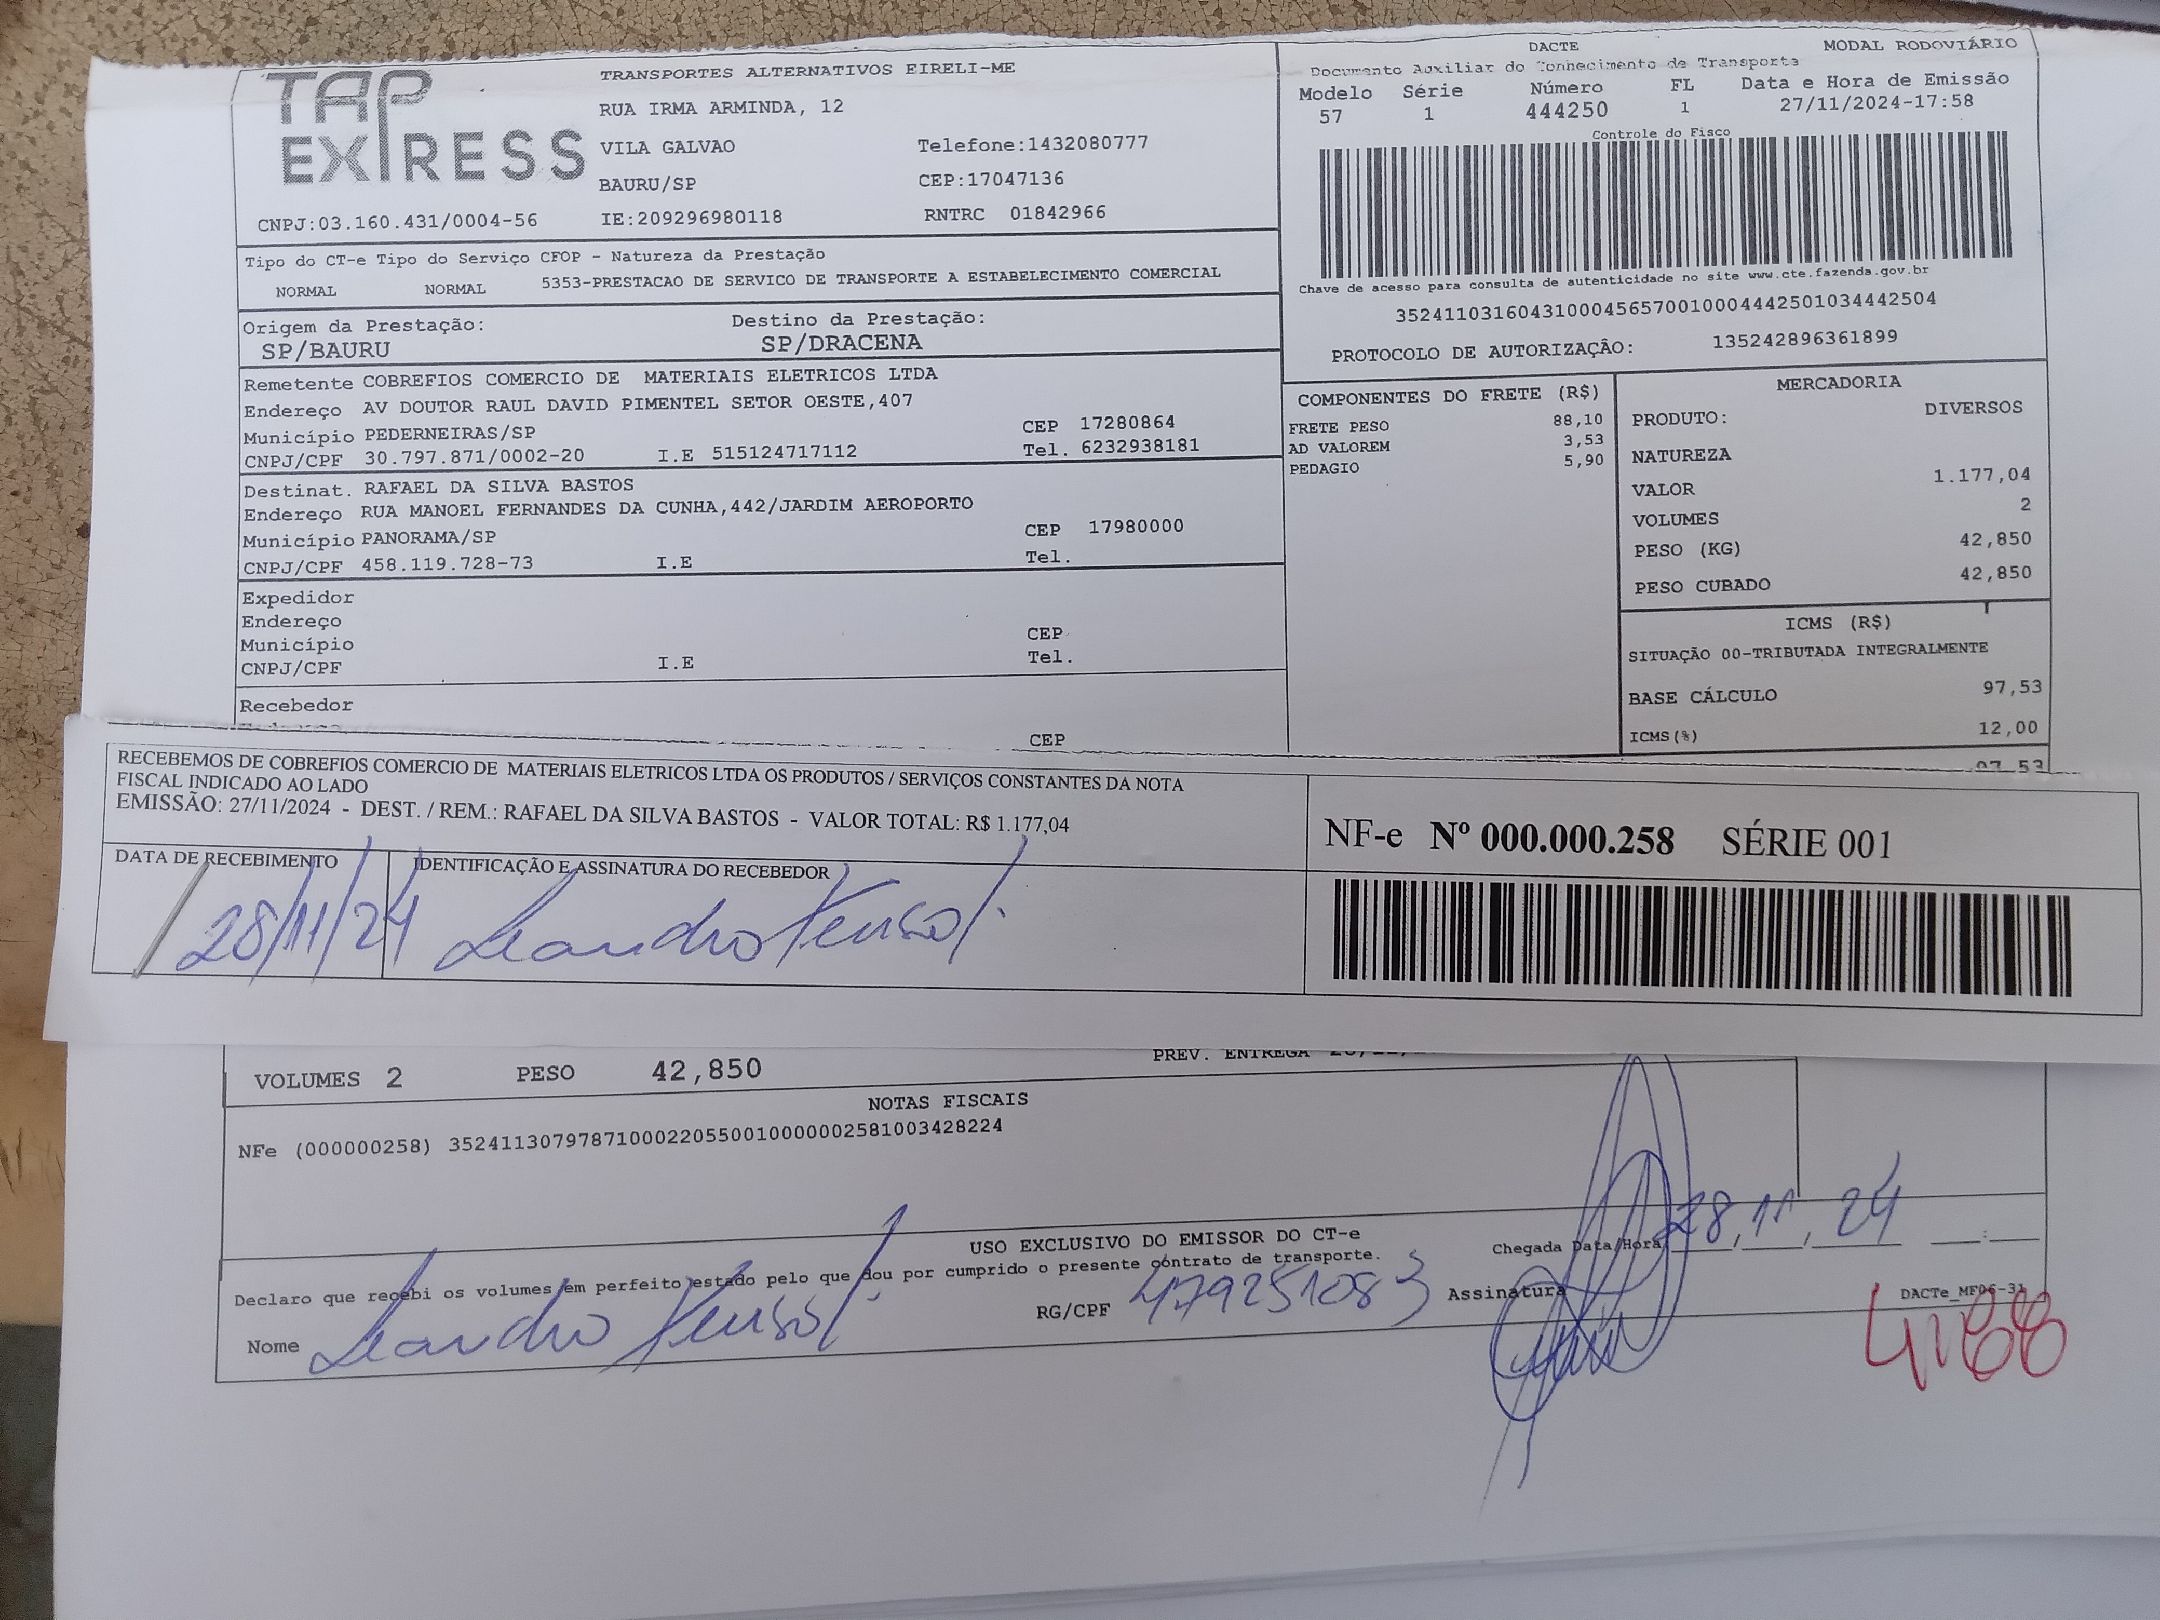 TAP EXPRESS
TRANSPORTES ALTERNATIVOS EIRELI-ME
RUA IRMA ARMINDA, 12
VILA GALVAO Telefone:1432080777
BAURU/SP CEP:17047136
CNPJ:03.160.431/0004-56 IE:209296980118 RNTRC 01842966
DACTE MODAL RODOVIÁRIO
Documento Auxiliar do Conhecimento de Transporte
Modelo Série Número FL Data e Hora de Emissão
57 1 444250 1 27/11/2024-17:58
Controle do Fisco
Chave de acesso para consulta de autenticidade no site www.cte.fazenda.gov.br
35241103160431000456570010004442501034442504
PROTOCOLO DE AUTORIZAÇÃO: 135242896361899
Tipo do CT-e Tipo do Serviço CFOP - Natureza da Prestação
NORMAL NORMAL 5353-PRESTACAO DE SERVICO DE TRANSPORTE A ESTABELECIMENTO COMERCIAL
Origem da Prestação: Destino da Prestação:
SP/BAURU SP/DRACENA
Remetente COBREFIOS COMERCIO DE MATERIAIS ELETRICOS LTDA
Endereço AV DOUTOR RAUL DAVID PIMENTEL SETOR OESTE,407
Município PEDERNEIRAS/SP CEP 17280864
CNPJ/CPF 30.797.871/0002-20 I.E 515124717112 Tel. 6232938181
Destinat. RAFAEL DA SILVA BASTOS
Endereço RUA MANOEL FERNANDES DA CUNHA,442/JARDIM AEROPORTO
Município PANORAMA/SP CEP 17980000
CNPJ/CPF 458.119.728-73 I.E Tel.
Expedidor
Endereço
Município CEP
CNPJ/CPF I.E Tel.
Recebedor
CEP
COMPONENTES DO FRETE (R$)
FRETE PESO 88,10
AD VALOREM 3,53
PEDAGIO 5,90
MERCADORIA
PRODUTO: DIVERSOS
NATUREZA
VALOR 1.177,04
VOLUMES 2
PESO (KG) 42,850
PESO CUBADO 42,850
ICMS (R$)
SITUAÇÃO 00-TRIBUTADA INTEGRALMENTE
BASE CÁLCULO 97,53
ICMS(%) 12,00
97,53
RECEBEMOS DE COBREFIOS COMERCIO DE MATERIAIS ELETRICOS LTDA OS PRODUTOS / SERVIÇOS CONSTANTES DA NOTA
FISCAL INDICADO AO LADO
EMISSÃO: 27/11/2024 - DEST. / REM.: RAFAEL DA SILVA BASTOS - VALOR TOTAL: R$ 1.177,04
DATA DE RECEBIMENTO IDENTIFICAÇÃO E ASSINATURA DO RECEBEDOR
28/11/24 Leandro
NF-e Nº 000.000.258 SÉRIE 001
VOLUMES 2 PESO 42,850 PREV. ENTREGA
NOTAS FISCAIS
NFe (000000258) 35241130797871000220550010000002581003428224
USO EXCLUSIVO DO EMISSOR DO CT-e
Declaro que recebi os volumes em perfeito estado pelo que dou por cumprido o presente contrato de transporte.
Chegada Data/Hora 28,11,24 :
Nome Leandro RG/CPF 479251083 Assinatura
DACTe_MF06-31